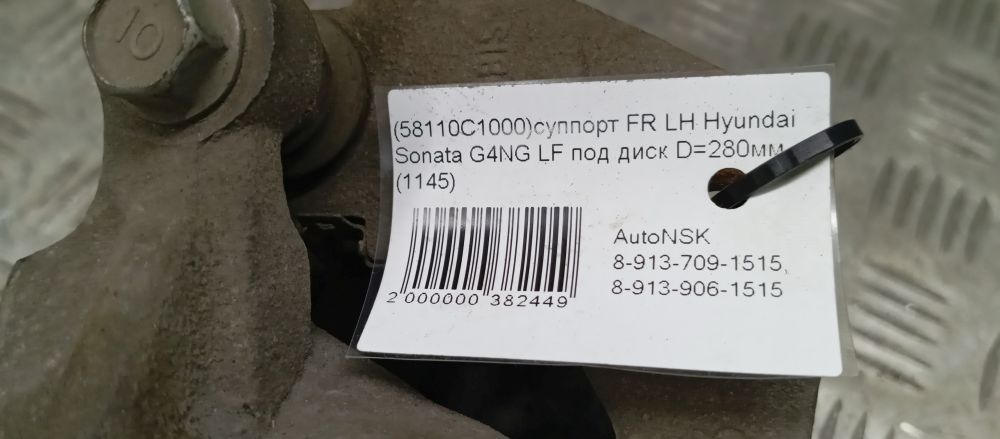 10
(58110C1000)суппорт FR LH Hyundai
Sonata G4NG LF под диск D=280мм
(1145)
AutoNSK
8-913-709-1515,
8-913-906-1515
2 000000 382449